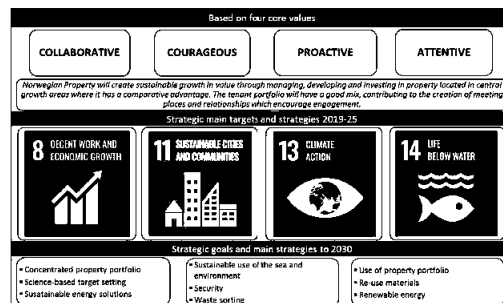 Based on four core values
COLLABORATIVE
COURAGEOUS
PROACTIVE
ATTENTIVE
Norwegian Property will create sustainable growth in value through managing, developing and investing in property located in central
growth areas where it has a comparative advantage. The tenant portfolio will have a good mix, contributing to the creation of meeting
places and relationships which encourage engagement.
Strategic main targets and strategies 2019-25
8 DECENT WORK AND
ECONOMIC GROWTH
11 SUSTAINABLE CITIES
AND COMMUNITIES
13 CLIMATE
ACTION
14 LIFE
BELOW WATER
Strategic goals and main strategies to 2030
• Concentrated property portfolio
• Science-based target setting
• Sustainable energy solutions
• Sustainable use of the sea and
environment
• Security
• Waste sorting
• Use of property portfolio
• Re-use materials
• Renewable energy